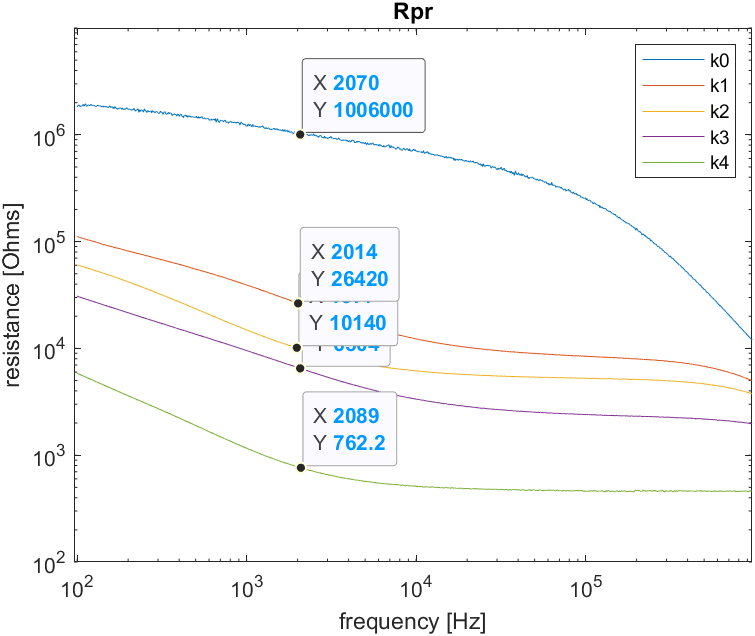 Rpr
k0
k1
k2
k3
k4
X 2070
Y 1006000
X 2014
Y 26420
Y 10140
X 2089
Y 762.2
10^6
10^5
10^4
10^3
10^2
resistance [Ohms]
10^2
10^3
10^4
10^5
frequency [Hz]